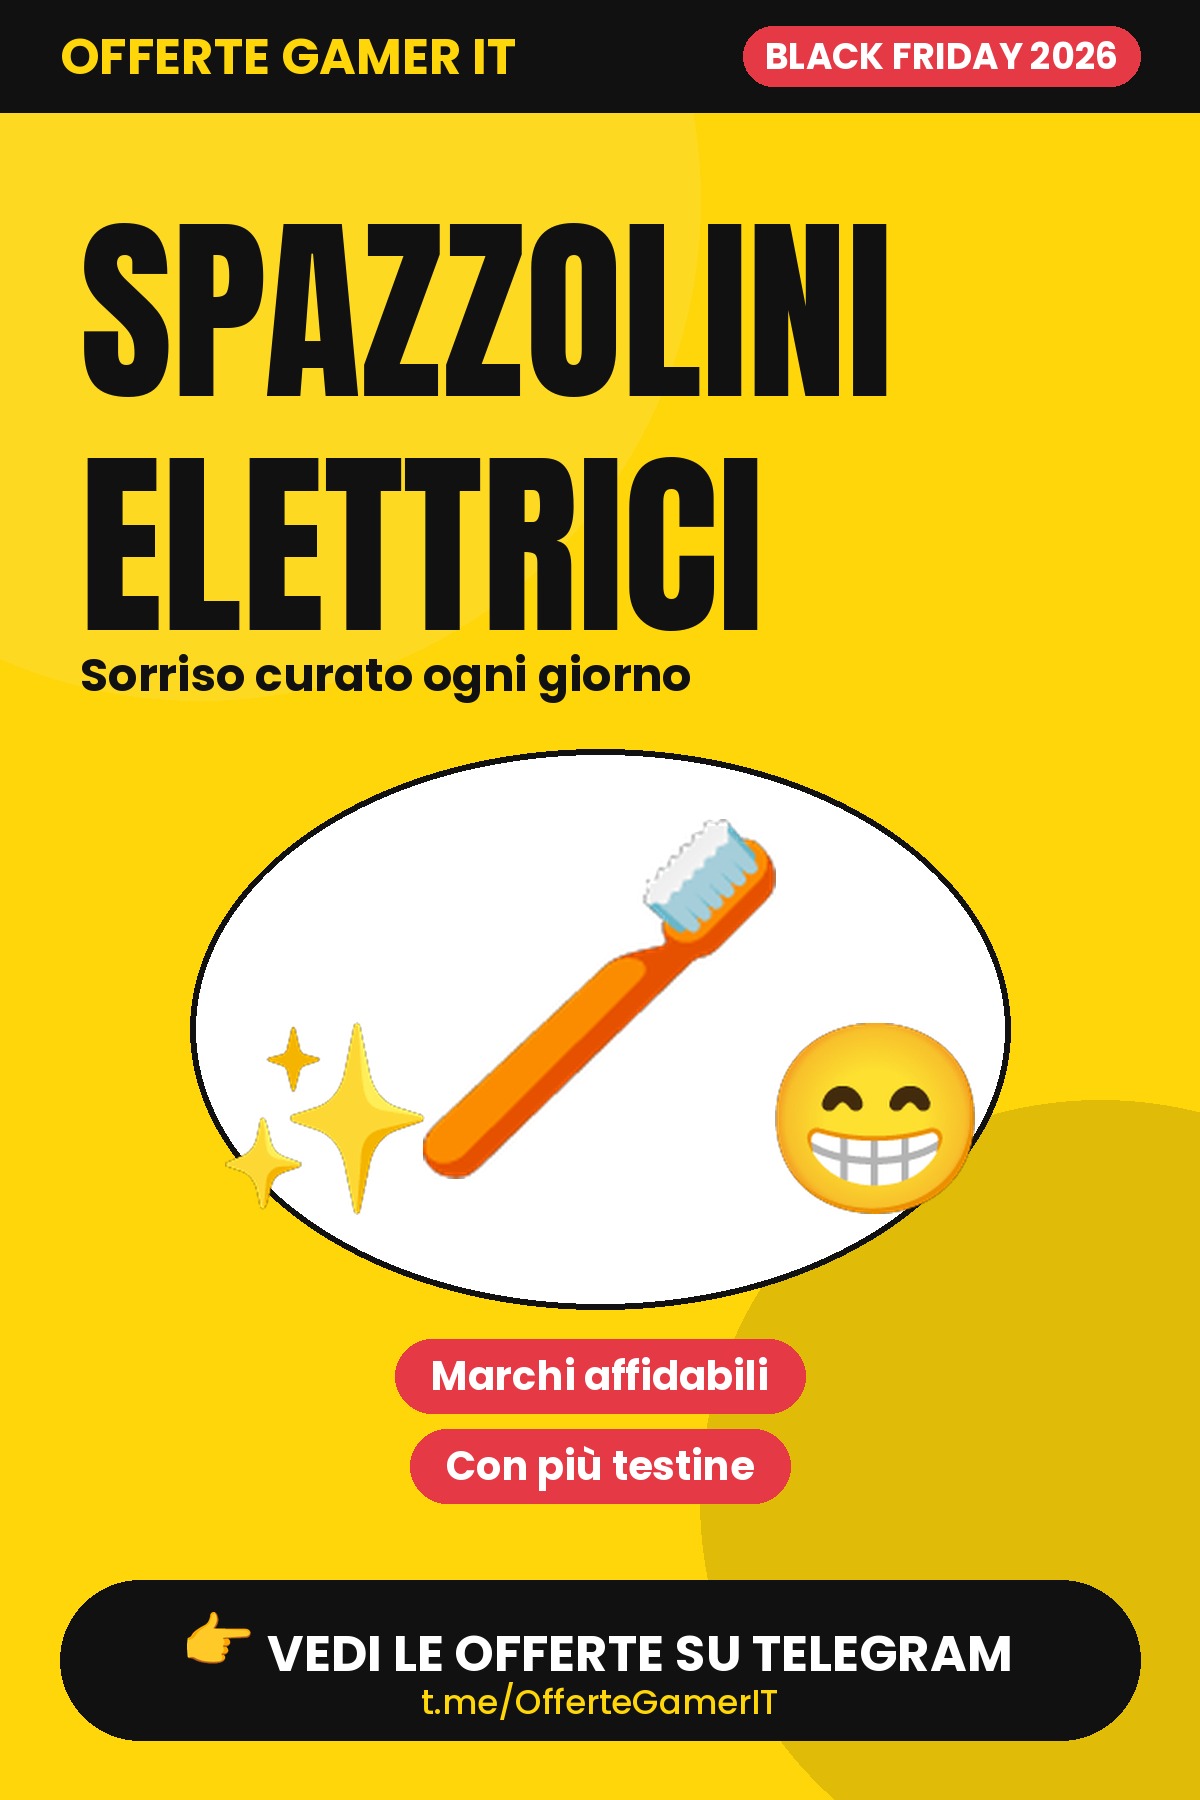 OFFERTE GAMER IT
BLACK FRIDAY 2026
SPAZZOLINI
ELETTRICI
Sorriso curato ogni giorno
Marchi affidabili
Con più testine
VEDI LE OFFERTE SU TELEGRAM
t.me/OfferteGamerIT